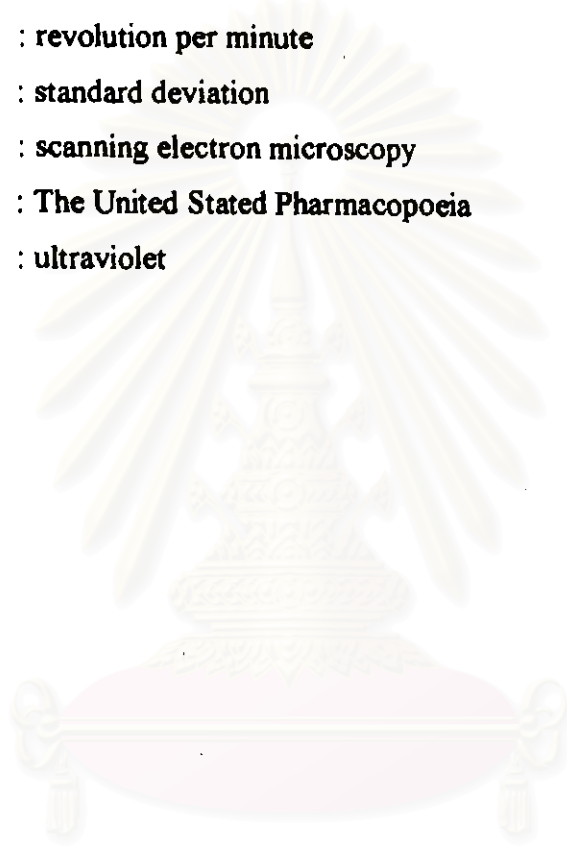 : revolution per minute
: standard deviation
: scanning electron microscopy
: The United Stated Pharmacopoeia
: ultraviolet